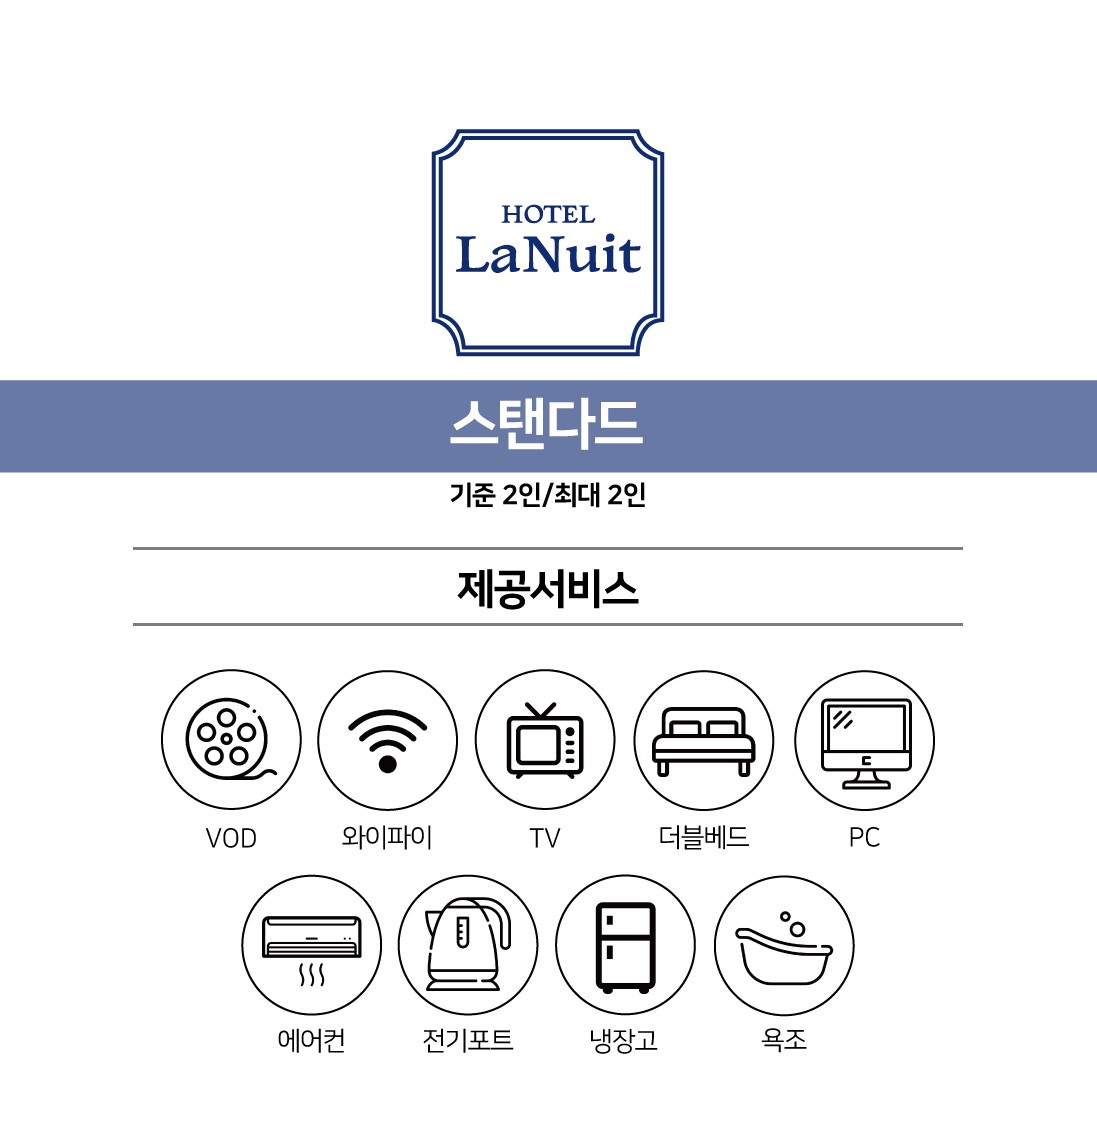 HOTEL
LaNuit
스탠다드
기준 2인/최대 2인
제공서비스
VOD 와이파이 TV 더블베드 PC
에어컨 전기포트 냉장고 욕조